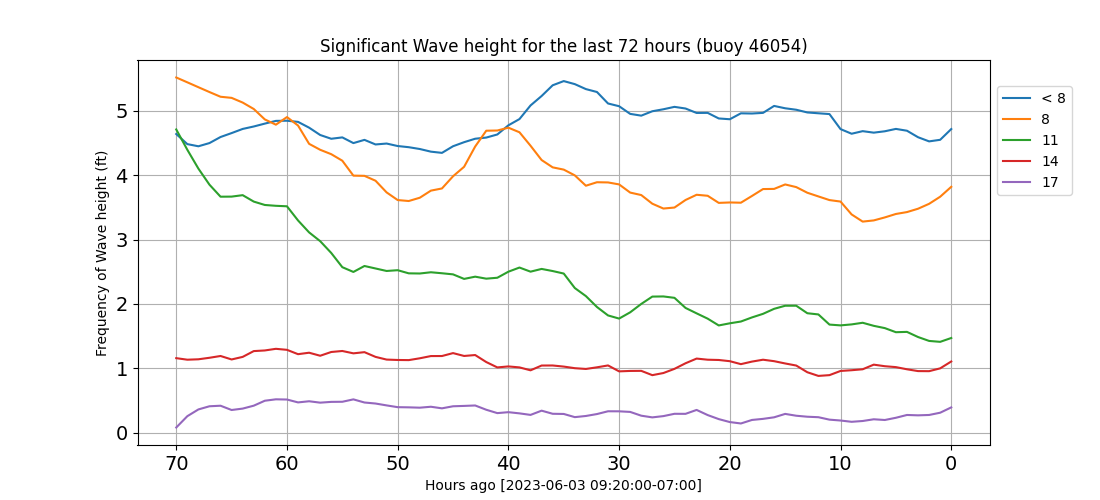 Significant Wave height for the last 72 hours (buoy 46054)
Frequency of Wave height (ft)
5
4
3
2
1
0
70 60 50 40 30 20 10 0
Hours ago [2023-06-03 09:20:00-07:00]
< 8
8
11
14
17